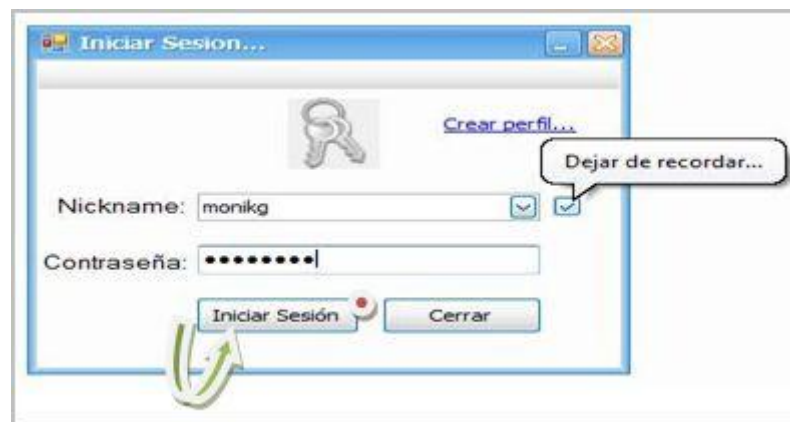 Iniciar Sesion...
Crear perfil...
Dejar de recordar...
Nickname: monikg
Contraseña: ••••••••
Iniciar Sesión Cerrar